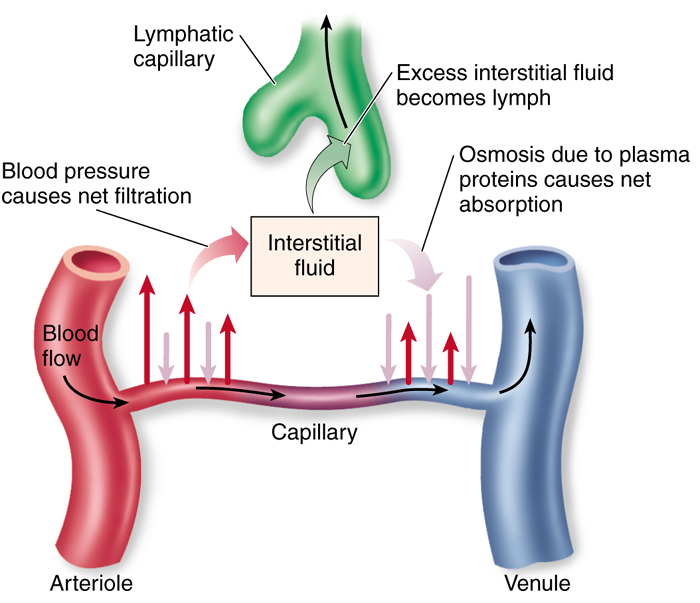 Lymphatic
capillary
Excess interstitial fluid
becomes lymph
Blood pressure
causes net filtration
Osmosis due to plasma
proteins causes net
absorption
Interstitial
fluid
Blood
flow
Capillary
Arteriole
Venule